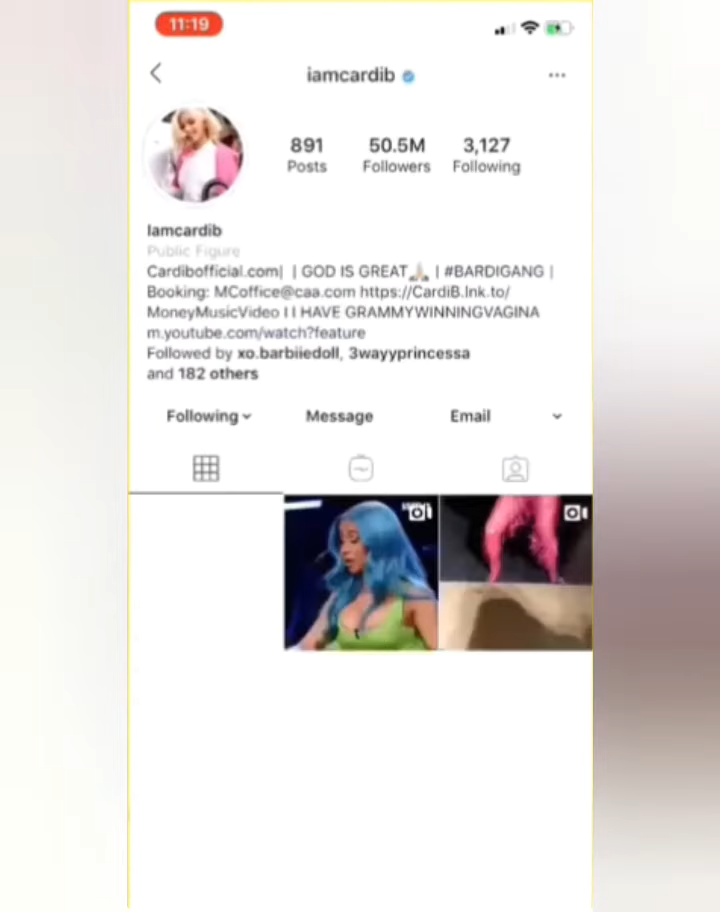 11:19
iamcardib
891 50.5M 3,127
Posts Followers Following
Iamcardib
Public Figure
Cardibofficial.com| | GOD IS GREAT🙏🏼 | #BARDIGANG |
Booking: MCoffice@caa.com https://CardiB.lnk.to/
MoneyMusicVideo I I HAVE GRAMMYWINNINGVAGINA
m.youtube.com/watch?feature
Followed by xo.barbiiedoll, 3wayyprincessa
and 182 others
Following Message Email